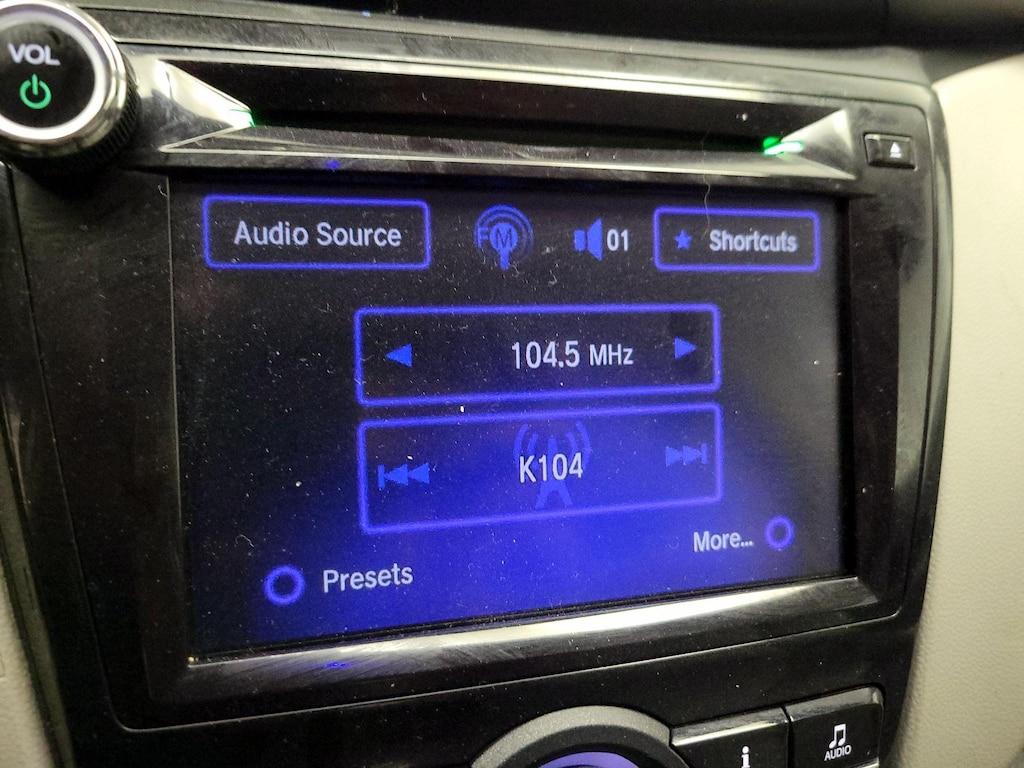 VOL
Audio Source
FM
01
Shortcuts
104.5 MHz
K104
More...
Presets
i
AUDIO